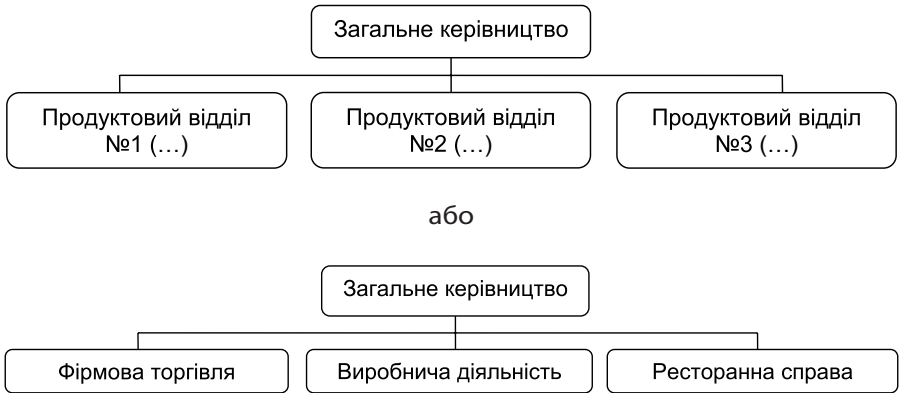 Загальне керівництво
Продуктовий відділ
№1 (…)
Продуктовий відділ
№2 (…)
Продуктовий відділ
№3 (…)
або
Загальне керівництво
Фірмова торгівля
Виробнича діяльність
Ресторанна справа